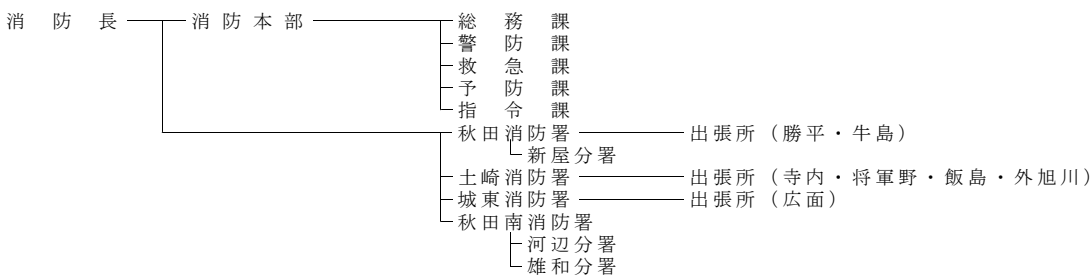 消防長 消防本部 総務課
警防課
救急課
予防課
指令課
秋田消防署 出張所（勝平・牛島）
新屋分署
土崎消防署 出張所（寺内・将軍野・飯島・外旭川）
城東消防署 出張所（広面）
秋田南消防署
河辺分署
雄和分署